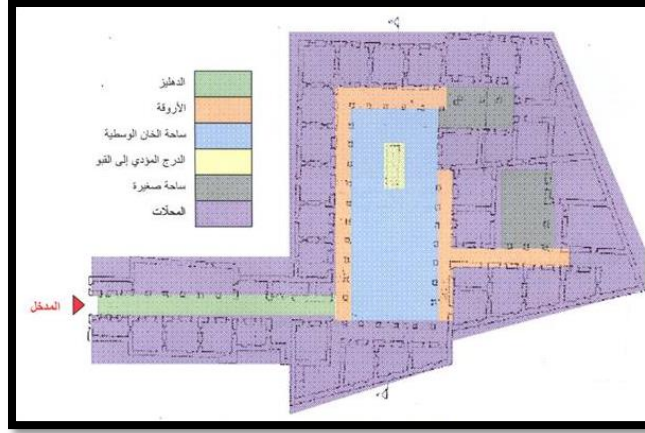 الدهليز
الأروقة
ساحة الخان الوسطية
الدرج المؤدي إلى القبو
ساحة صغيرة
المحلات
المدخل